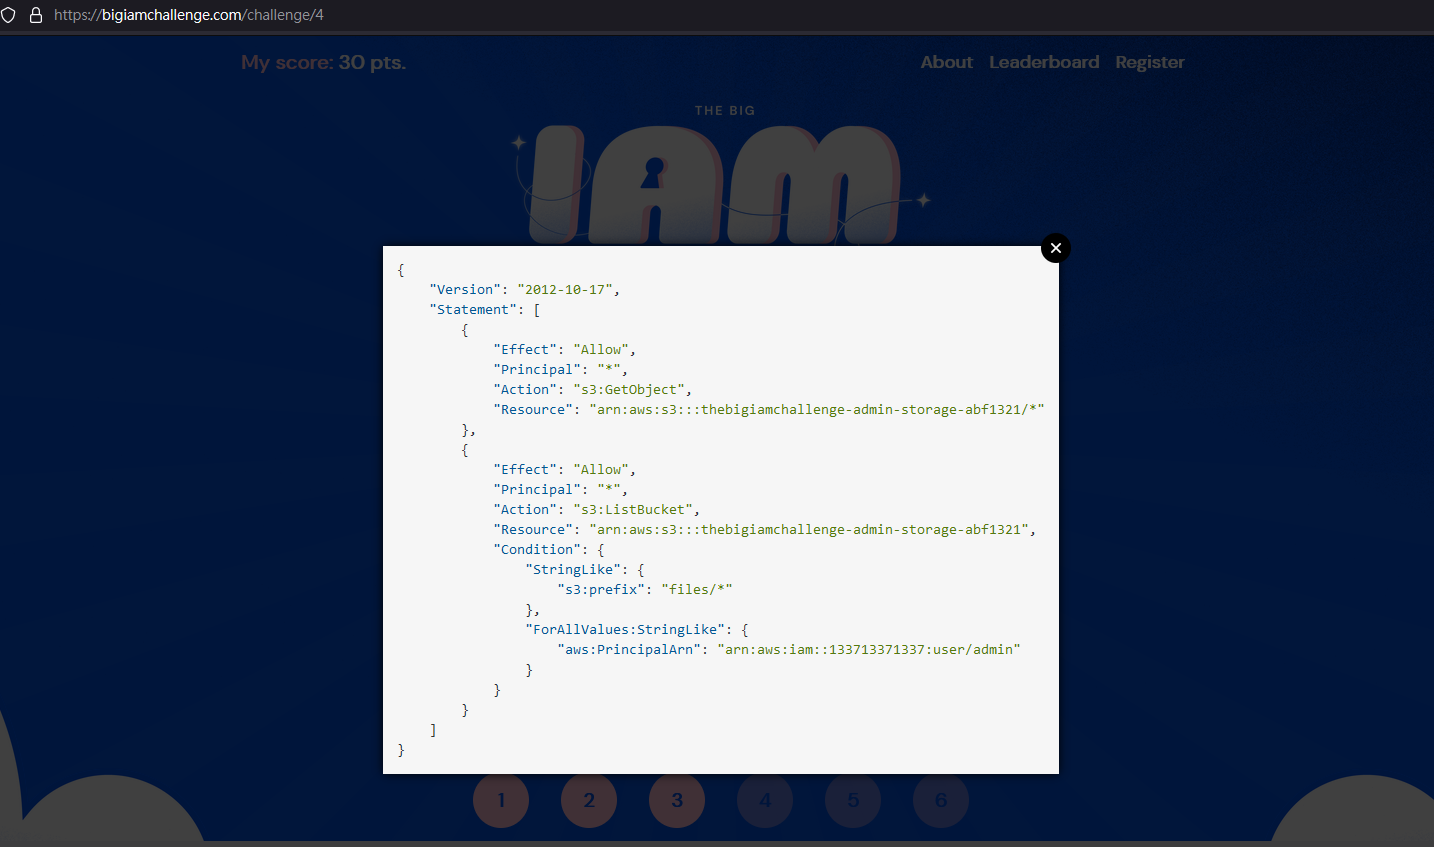 https://bigiamchallenge.com/challenge/4
My score: 30 pts.
About Leaderboard Register
THE BIG
IAM
{
    "Version": "2012-10-17",
    "Statement": [
        {
            "Effect": "Allow",
            "Principal": "*",
            "Action": "s3:GetObject",
            "Resource": "arn:aws:s3:::thebigiamchallenge-admin-storage-abf1321/*"
        },
        {
            "Effect": "Allow",
            "Principal": "*",
            "Action": "s3:ListBucket",
            "Resource": "arn:aws:s3:::thebigiamchallenge-admin-storage-abf1321",
            "Condition": {
                "StringLike": {
                    "s3:prefix": "files/*"
                },
                "ForAllValues:StringLike": {
                    "aws:PrincipalArn": "arn:aws:iam::133713371337:user/admin"
                }
            }
        }
    ]
}
1 2 3 4 5 6